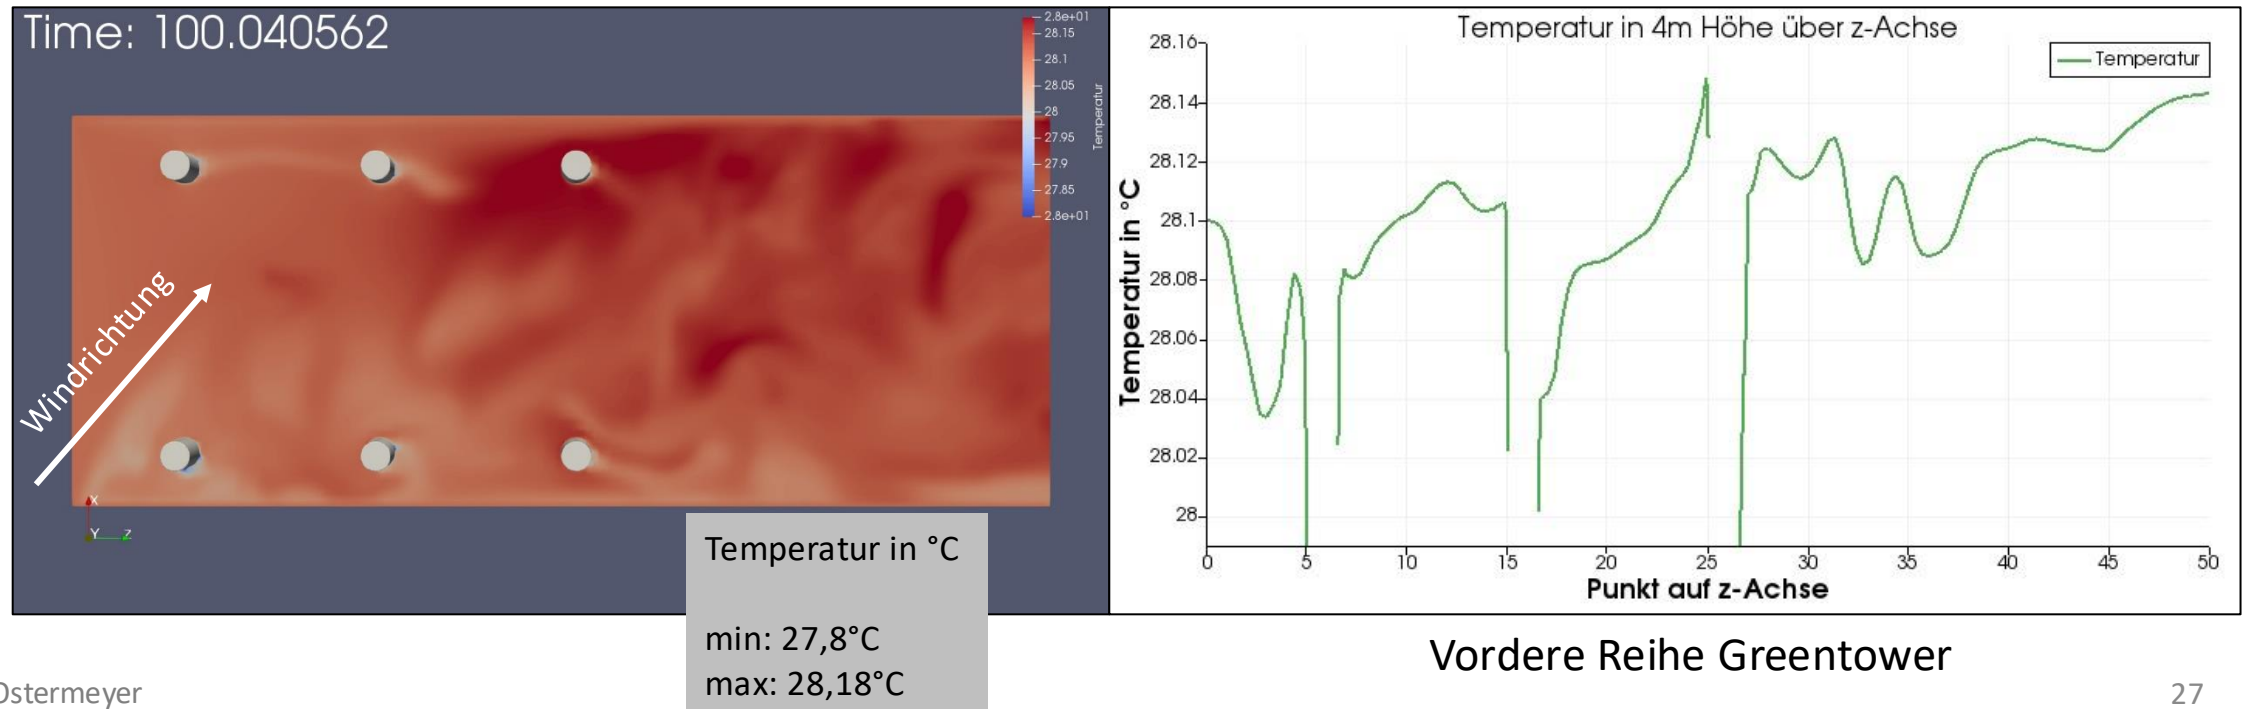 Time: 100.040562
2.8e+01
28.15
28.1
28.05
28
27.95
27.9
27.85
2.8e+01
Temperatur
Windrichtung
X
Y
Z
Temperatur in °C
min: 27,8°C
max: 28,18°C
Temperatur in 4m Höhe über z-Achse
Temperatur
Temperatur in °C
28.16
28.14
28.12
28.1
28.08
28.06
28.04
28.02
28
0 5 10 15 20 25 30 35 40 45 50
Punkt auf z-Achse
Vordere Reihe Greentower
Ostermeyer
27